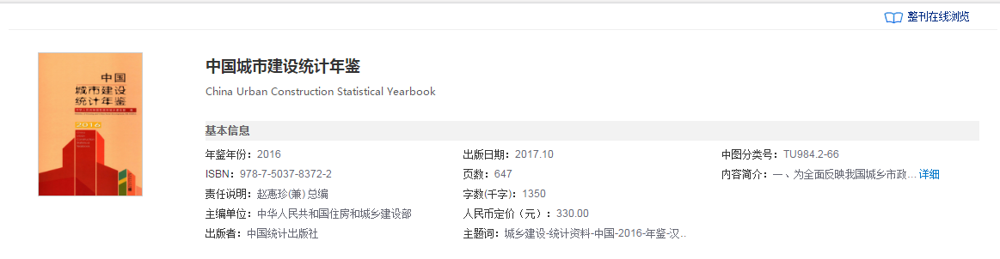 整刊在线浏览
中国
城市建设
统计年鉴
2016
中国城市建设统计年鉴
China Urban Construction Statistical Yearbook
基本信息
年鉴年份：2016 出版日期：2017.10 中图分类号：TU984.2-66
ISBN：978-7-5037-8372-2 页数：647 内容简介：一、为全面反映我国城乡市政... 详细
责任说明：赵惠珍(兼) 总编 字数(千字)：1350
主编单位：中华人民共和国住房和城乡建设部 人民币定价（元）：330.00
出版者：中国统计出版社 主题词：城乡建设-统计资料-中国-2016-年鉴-汉..